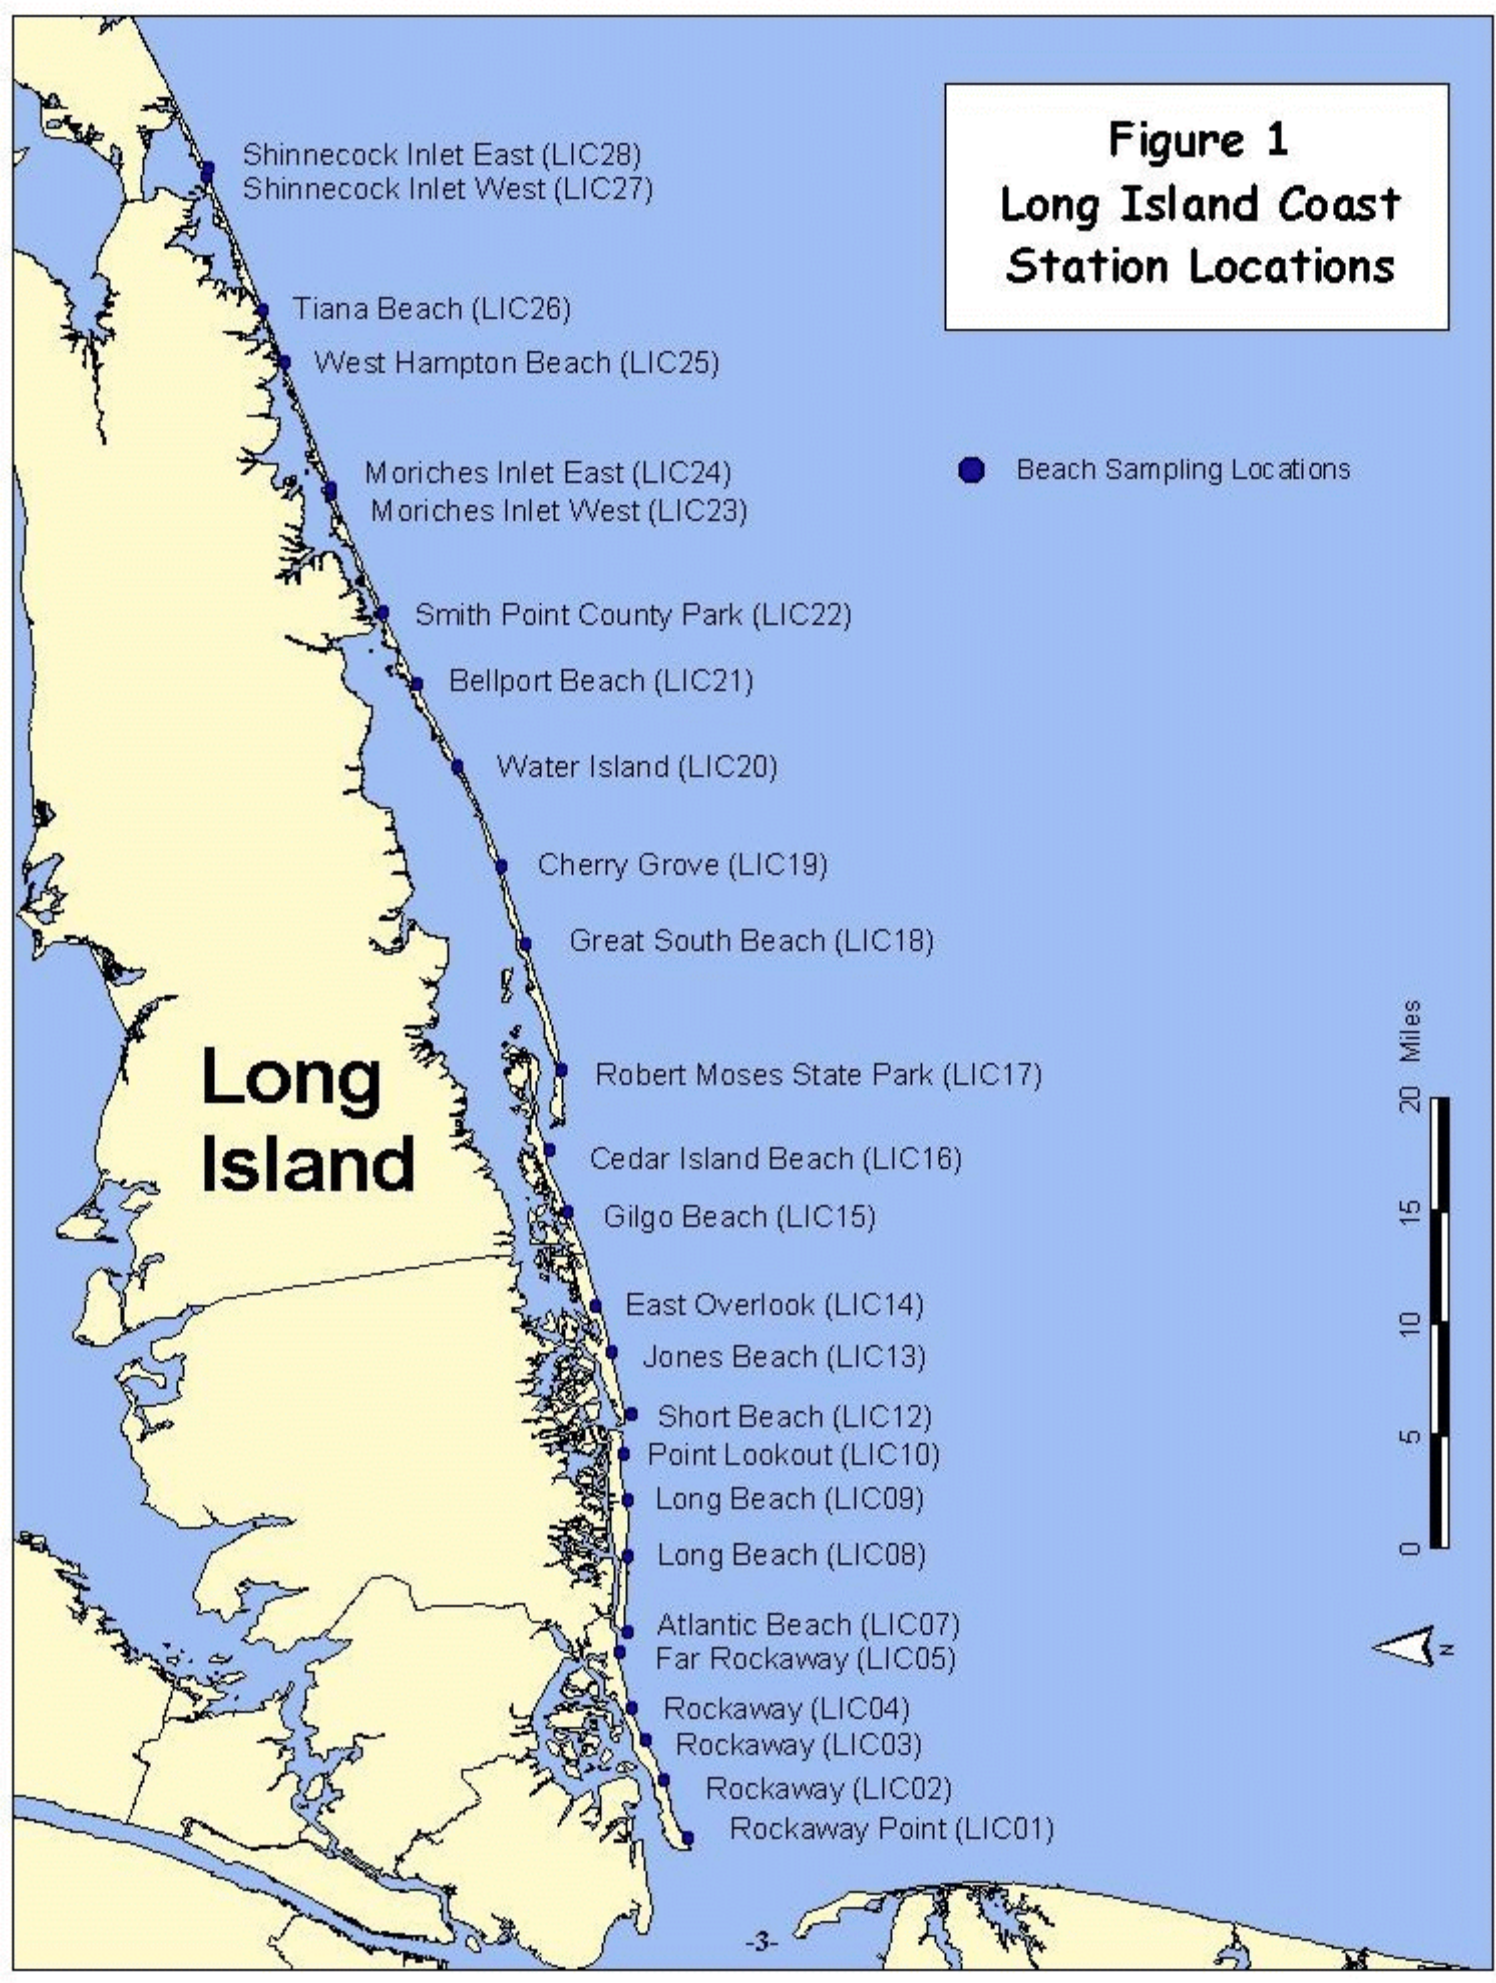 Figure 1
Long Island Coast
Station Locations
Shinnecock Inlet East (LIC28)
Shinnecock Inlet West (LIC27)
Tiana Beach (LIC26)
West Hampton Beach (LIC25)
Moriches Inlet East (LIC24)
Beach Sampling Locations
Moriches Inlet West (LIC23)
Smith Point County Park (LIC22)
Bellport Beach (LIC21)
Water Island (LIC20)
Cherry Grove (LIC19)
Great South Beach (LIC18)
Long
Island
Robert Moses State Park (LIC17)
Cedar Island Beach (LIC16)
Gilgo Beach (LIC15)
East Overlook (LIC14)
Jones Beach (LIC13)
Short Beach (LIC12)
Point Lookout (LIC10)
Long Beach (LIC09)
Long Beach (LIC08)
Atlantic Beach (LIC07)
Far Rockaway (LIC05)
Rockaway (LIC04)
Rockaway (LIC03)
Rockaway (LIC02)
Rockaway Point (LIC01)
0 5 10 15 20 Miles
N
-3-